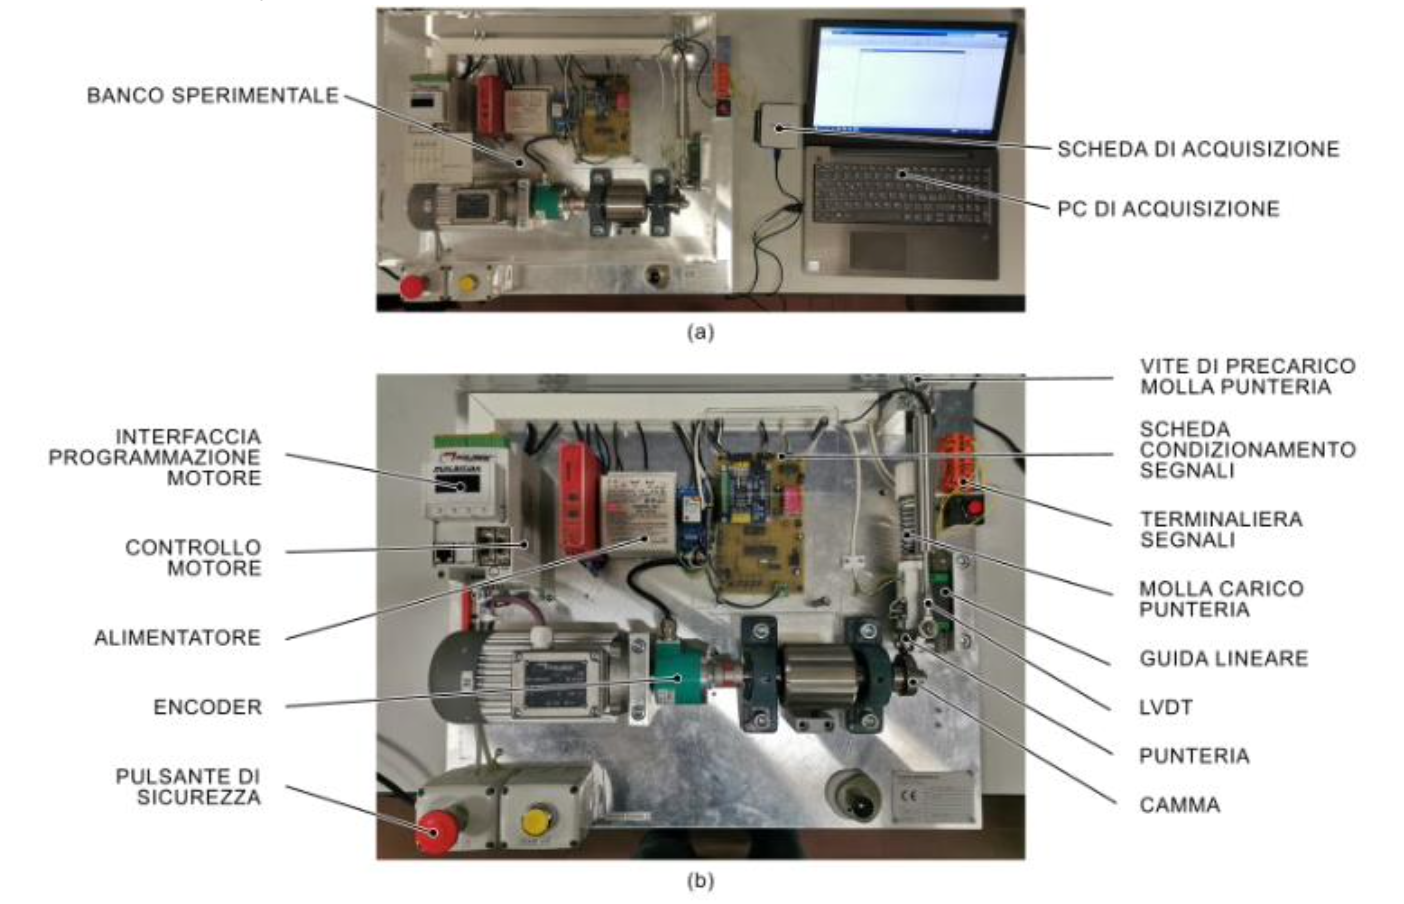 BANCO SPERIMENTALE
SCHEDA DI ACQUISIZIONE
PC DI ACQUISIZIONE
(a)
VITE DI PRECARICO
MOLLA PUNTERIA
INTERFACCIA
PROGRAMMAZIONE
MOTORE
SCHEDA
CONDIZIONAMENTO
SEGNALI
CONTROLLO
MOTORE
TERMINALIERA
SEGNALI
MOLLA CARICO
PUNTERIA
ALIMENTATORE
GUIDA LINEARE
ENCODER
LVDT
PUNTERIA
PULSANTE DI
SICUREZZA
CAMMA
CE
(b)